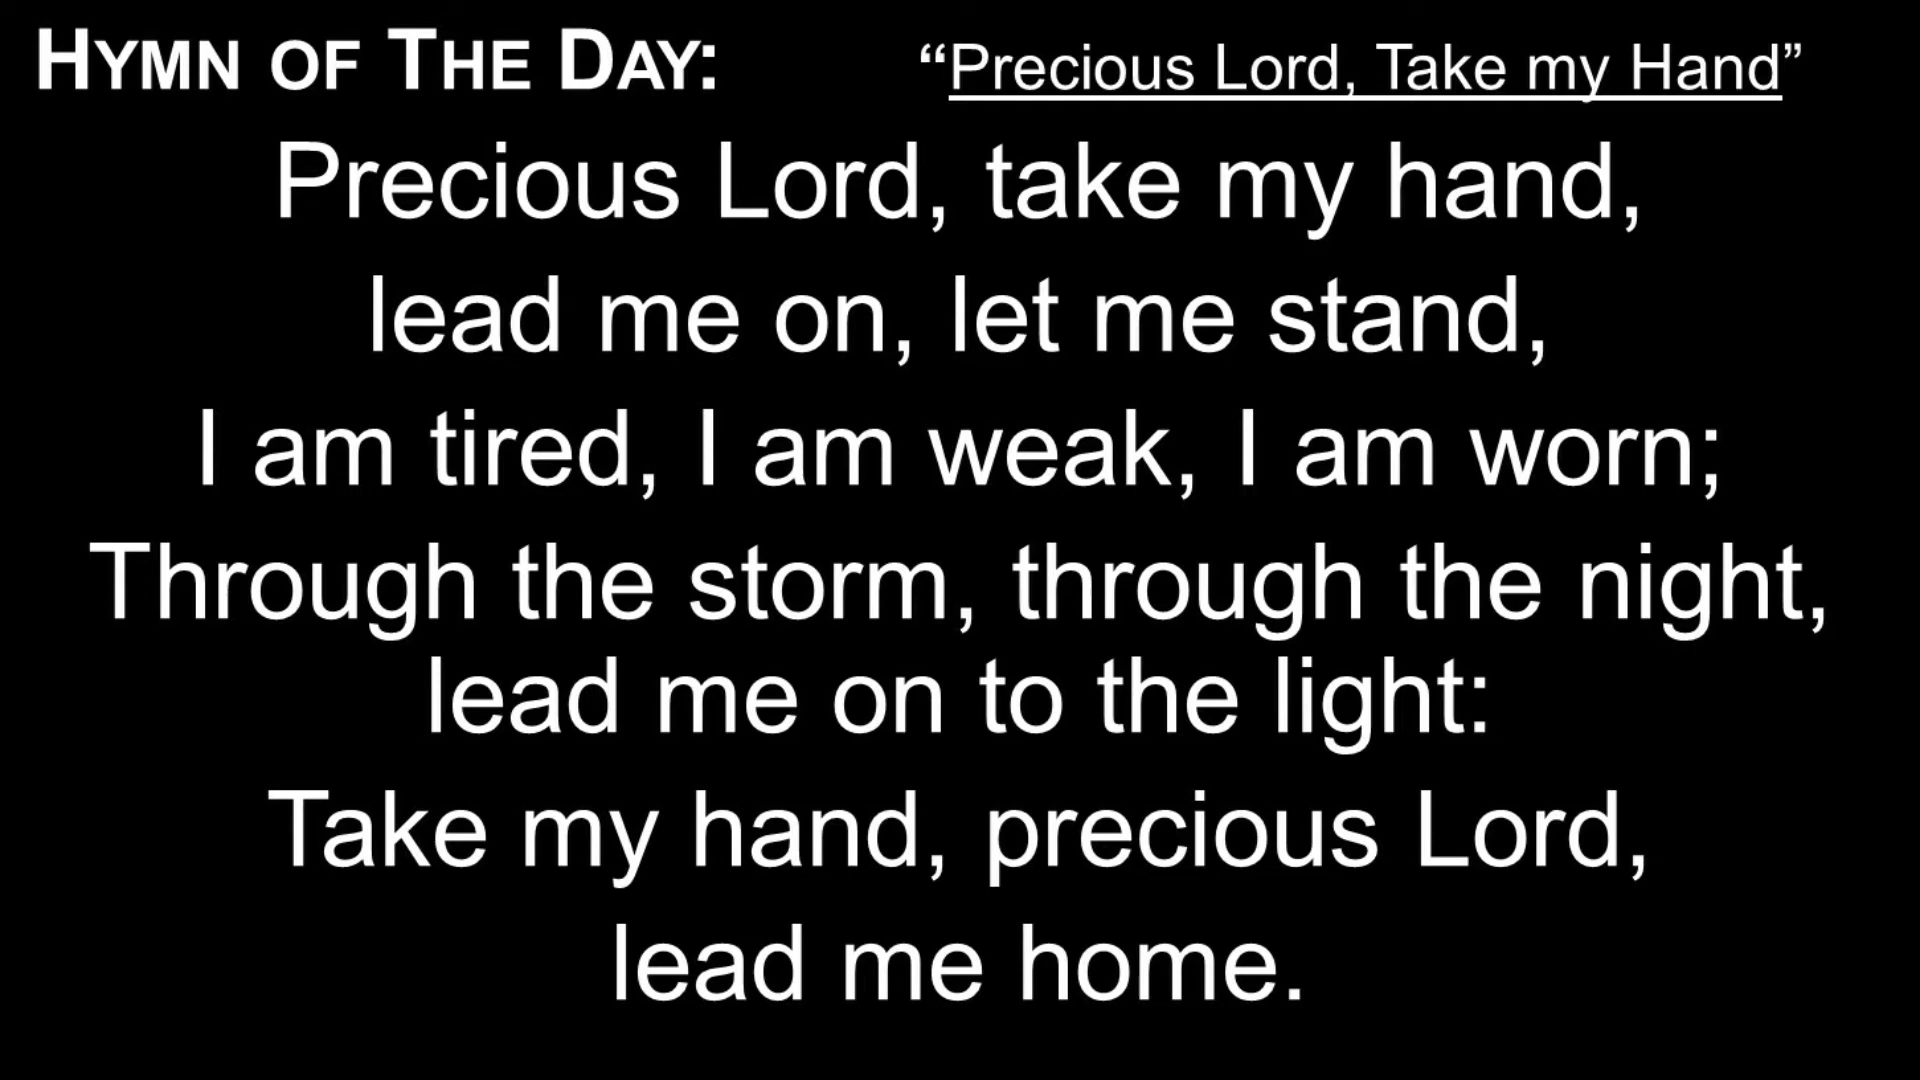 HYMN OF THE DAY: “Precious Lord, Take my Hand”
Precious Lord, take my hand,
lead me on, let me stand,
I am tired, I am weak, I am worn;
Through the storm, through the night,
lead me on to the light:
Take my hand, precious Lord,
lead me home.